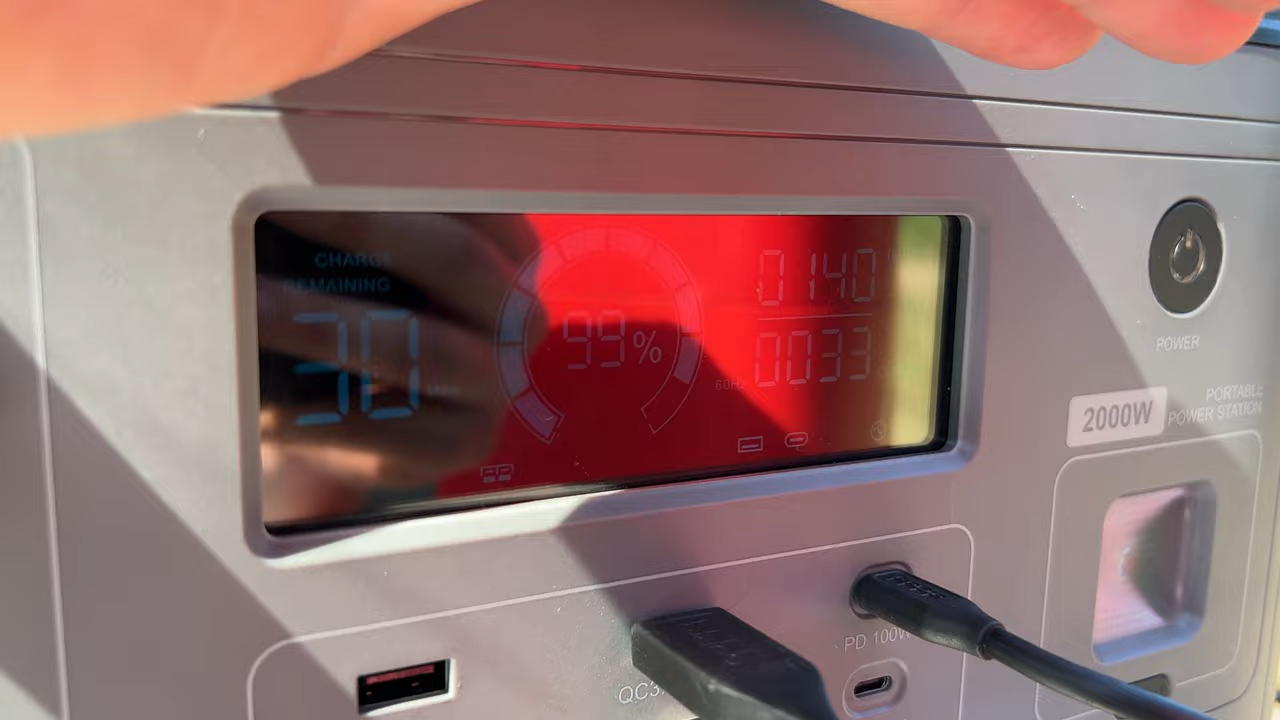 CHARGE
REMAINING
30
99%
0140
60Hz
0033
POWER
2000W
PORTABLE
POWER STATION
PD 100W
QC3.